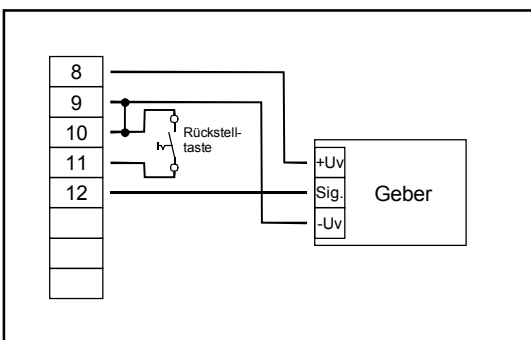 8
9
10
11
12
Rückstell-
taste
+Uv
Sig.
-Uv
Geber